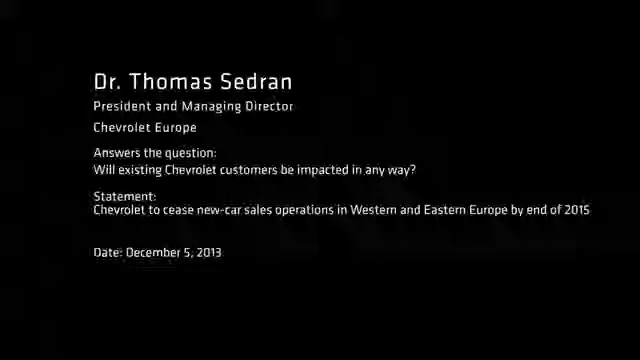 Dr. Thomas Sedran
President and Managing Director
Chevrolet Europe
Answers the question:
Will existing Chevrolet customers be impacted in any way?
Statement:
Chevrolet to cease new-car sales operations in Western and Eastern Europe by end of 2015
Date: December 5, 2013